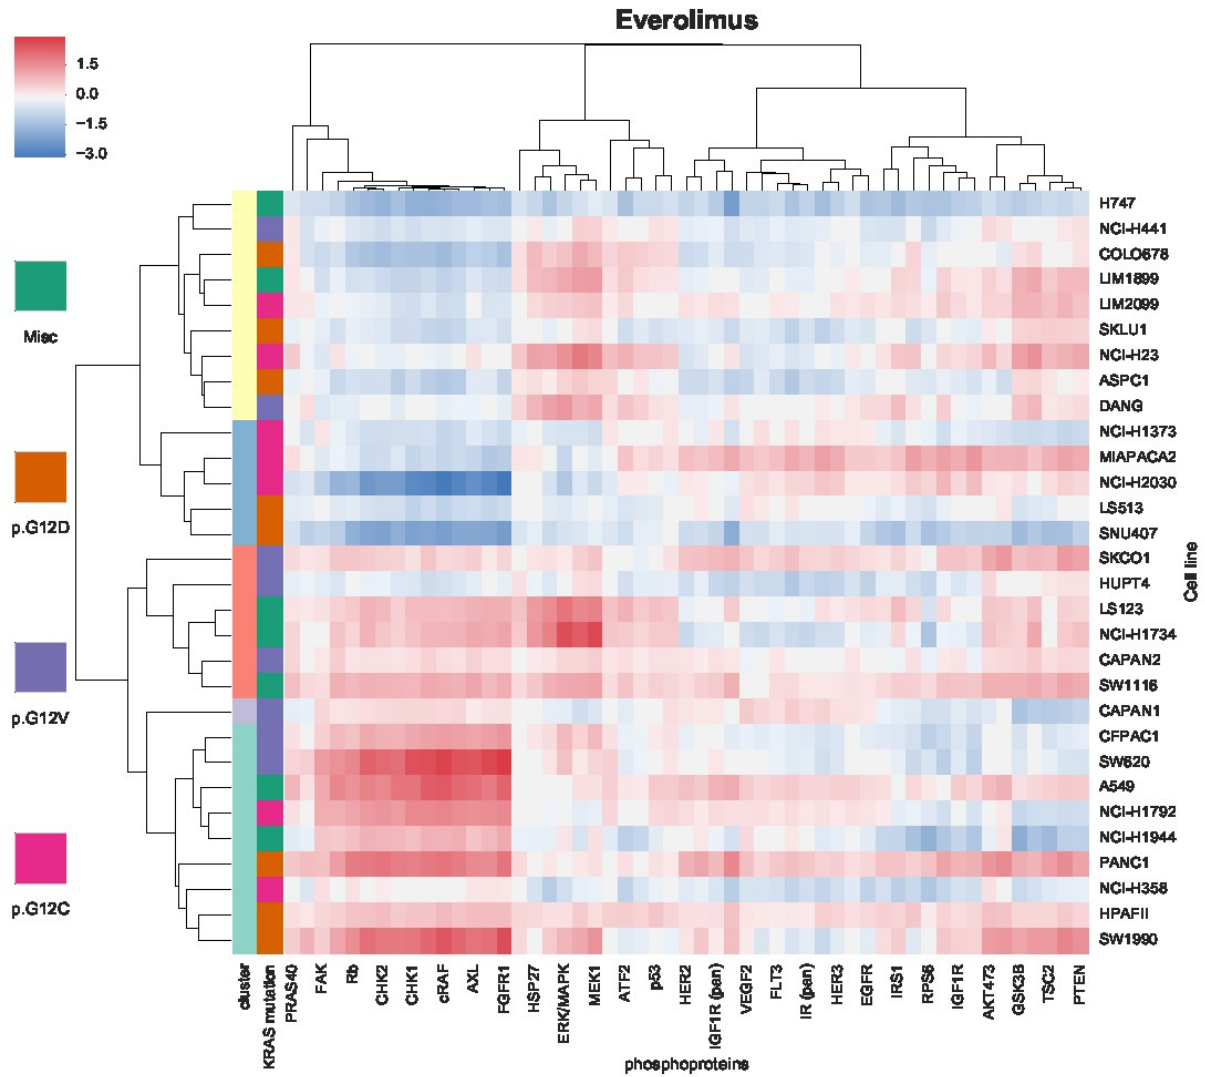 Everolimus
1.5
0.0
−1.5
−3.0
Misc
p.G12D
p.G12V
p.G12C
H747
NCI-H441
COLO678
LIM1899
LIM2099
SKLU1
NCI-H23
ASPC1
DANG
NCI-H1373
MIAPACA2
NCI-H2030
LS513
SNU407
SKCO1
HUPT4
LS123
NCI-H1734
CAPAN2
SW1116
CAPAN1
CFPAC1
SW620
A549
NCI-H1792
NCI-H1944
PANC1
NCI-H358
HPAFII
SW1990
Cell line
cluster
KRAS mutation
PRAS40
FAK
Rb
CHK2
CHK1
cRAF
AXL
FGFR1
HSP27
ERK/MAPK
MEK1
ATF2
p53
HER2
IGF1R (pan)
VEGF2
FLT3
IR (pan)
HER3
EGFR
IRS1
RPS6
IGF1R
AKT473
GSK3B
TSC2
PTEN
phosphoproteins